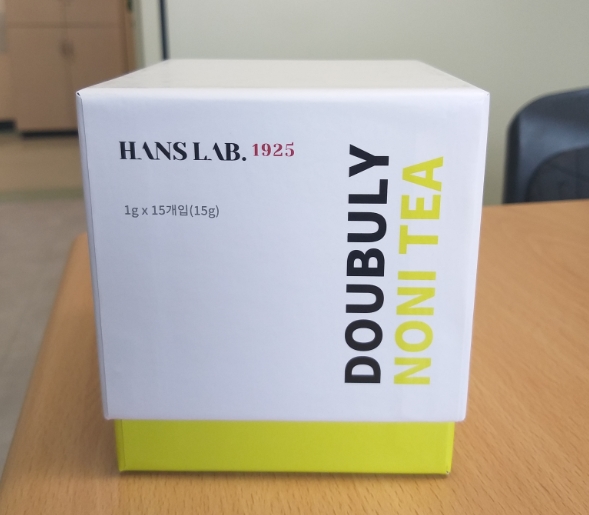 HANS LAB. 1925
1g x 15개입(15g)
DOUBULY
NONI TEA